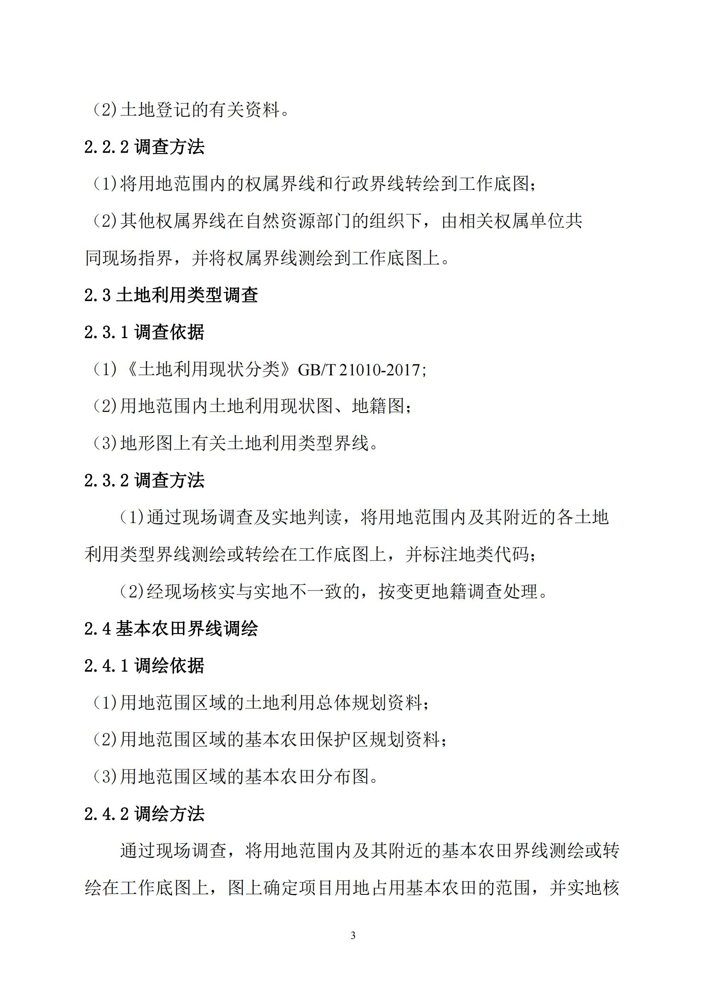 （2)土地登记的有关资料。
2.2.2 调查方法
（1)将用地范围内的权属界线和行政界线转绘到工作底图；
（2)其他权属界线在自然资源部门的组织下，由相关权属单位共
同现场指界，并将权属界线测绘到工作底图上。
2.3 土地利用类型调查
2.3.1 调查依据
（1)《土地利用现状分类》GB/T 21010-2017;
（2)用地范围内土地利用现状图、地籍图；
（3)地形图上有关土地利用类型界线。
2.3.2 调查方法
（1)通过现场调查及实地判读，将用地范围内及其附近的各土地
利用类型界线测绘或转绘在工作底图上，并标注地类代码；
（2)经现场核实与实地不一致的，按变更地籍调查处理。
2.4 基本农田界线调绘
2.4.1 调绘依据
（1)用地范围区域的土地利用总体规划资料；
（2)用地范围区域的基本农田保护区规划资料；
（3)用地范围区域的基本农田分布图。
2.4.2 调绘方法
通过现场调查，将用地范围内及其附近的基本农田界线测绘或转
绘在工作底图上，图上确定项目用地占用基本农田的范围，并实地核
3